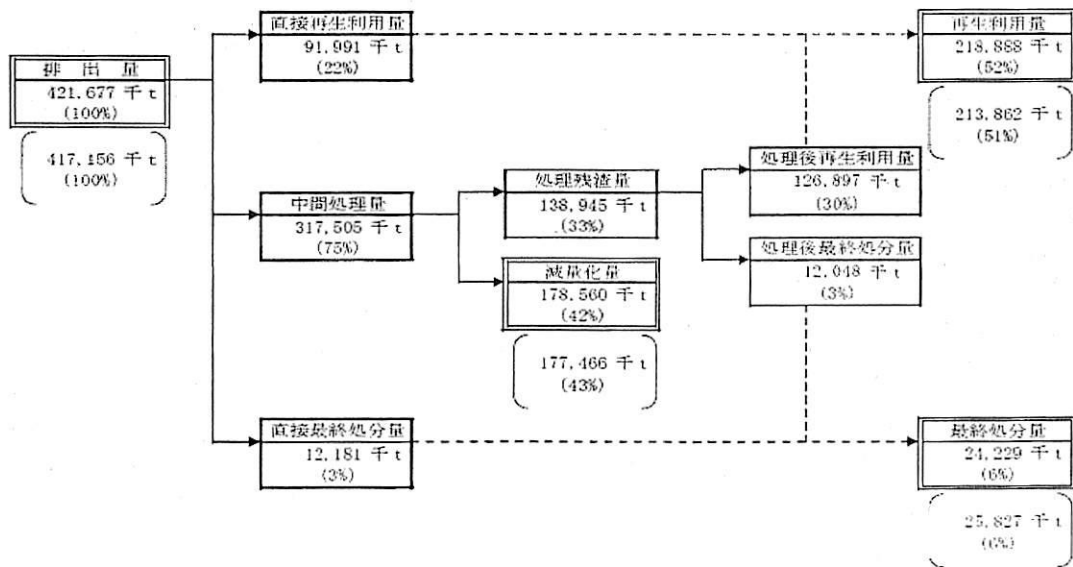 排出量
421,677 千t
(100%)
417,156 千t
(100%)
直接再生利用量
91,991 千t
(22%)
中間処理量
317,505 千t
(75%)
直接最終処分量
12,181 千t
(3%)
処理残渣量
138,945 千t
(33%)
減量化量
178,560 千t
(42%)
177,466 千t
(43%)
処理後再生利用量
126,897 千t
(30%)
処理後最終処分量
12,048 千t
(3%)
再生利用量
218,888 千t
(52%)
213,862 千t
(51%)
最終処分量
24,229 千t
(6%)
25,827 千t
(6%)